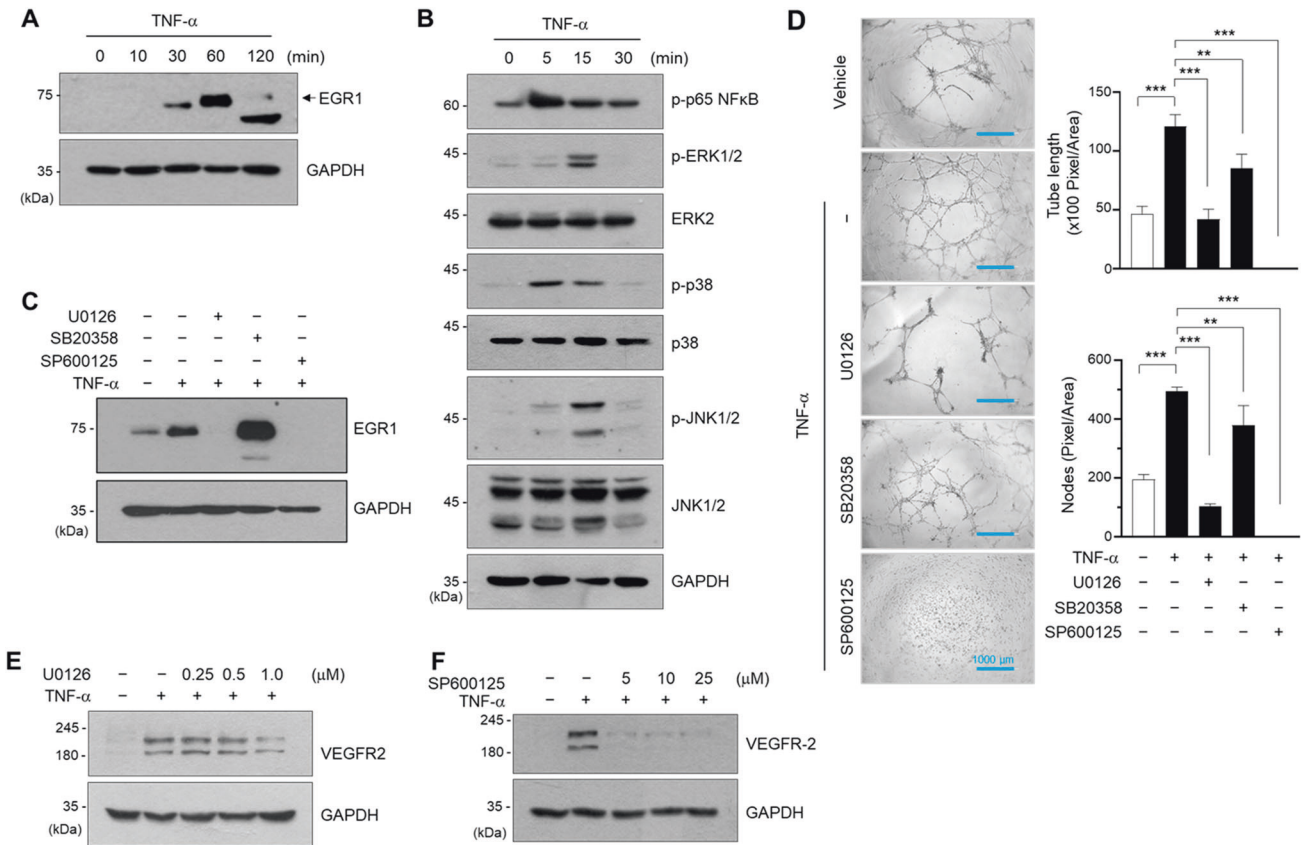 A
TNF-α
0 10 30 60 120 (min)
75 -
EGR1
35 -
GAPDH
(kDa)
B
TNF-α
0 5 15 30 (min)
60 -
p-p65 NFκB
45 -
p-ERK1/2
45 -
ERK2
45 -
p-p38
45 -
p38
45 -
p-JNK1/2
45 -
JNK1/2
35 -
GAPDH
(kDa)
C
U0126 – – + – –
SB20358 – – – + –
SP600125 – – – – +
TNF-α – + + + +
75 -
EGR1
35 -
GAPDH
(kDa)
D
Vehicle
TNF-α
–
U0126
SB20358
SP600125
1000 μm
Tube length
(x100 Pixel/Area)
150
100
50
0
***
***
**
***
Nodes (Pixel/Area)
600
400
200
0
***
***
**
***
TNF-α – + + + +
U0126 – – + – –
SB20358 – – – + –
SP600125 – – – – +
E
U0126 – – 0.25 0.5 1.0 (μM)
TNF-α – + + + +
245 -
180 -
VEGFR2
35 -
GAPDH
(kDa)
F
SP600125 – – 5 10 25 (μM)
TNF-α – + + + +
245 -
180 -
VEGFR-2
35 -
GAPDH
(kDa)